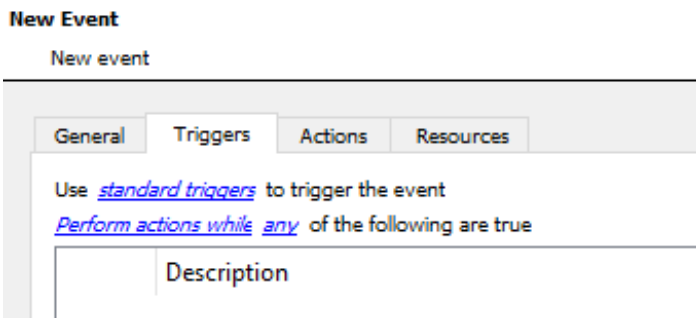 New Event
New event
General Triggers Actions Resources
Use standard triggers to trigger the event
Perform actions while any of the following are true
Description